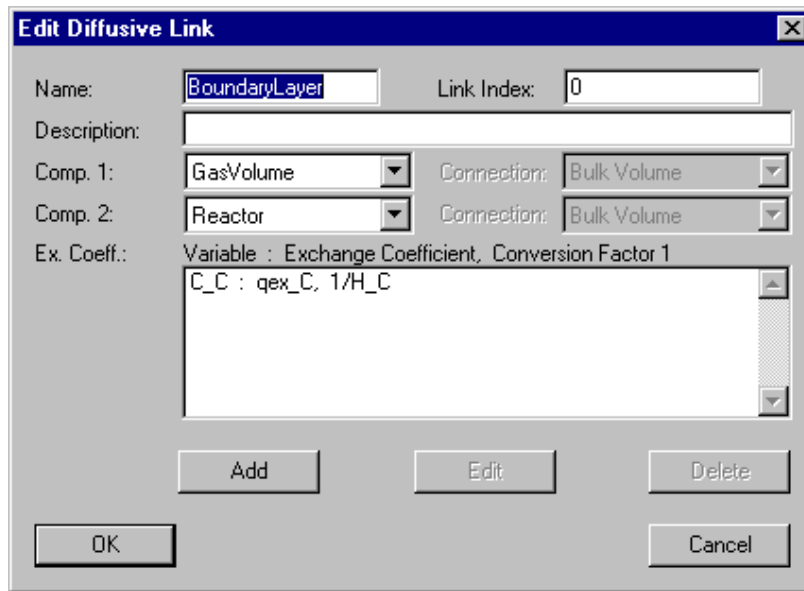 Edit Diffusive Link
Name: BoundaryLayer Link Index: 0
Description:
Comp. 1: GasVolume Connection: Bulk Volume
Comp. 2: Reactor Connection: Bulk Volume
Ex. Coeff.: Variable : Exchange Coefficient, Conversion Factor 1
C_C : qex_C, 1/H_C
Add Edit Delete
OK Cancel